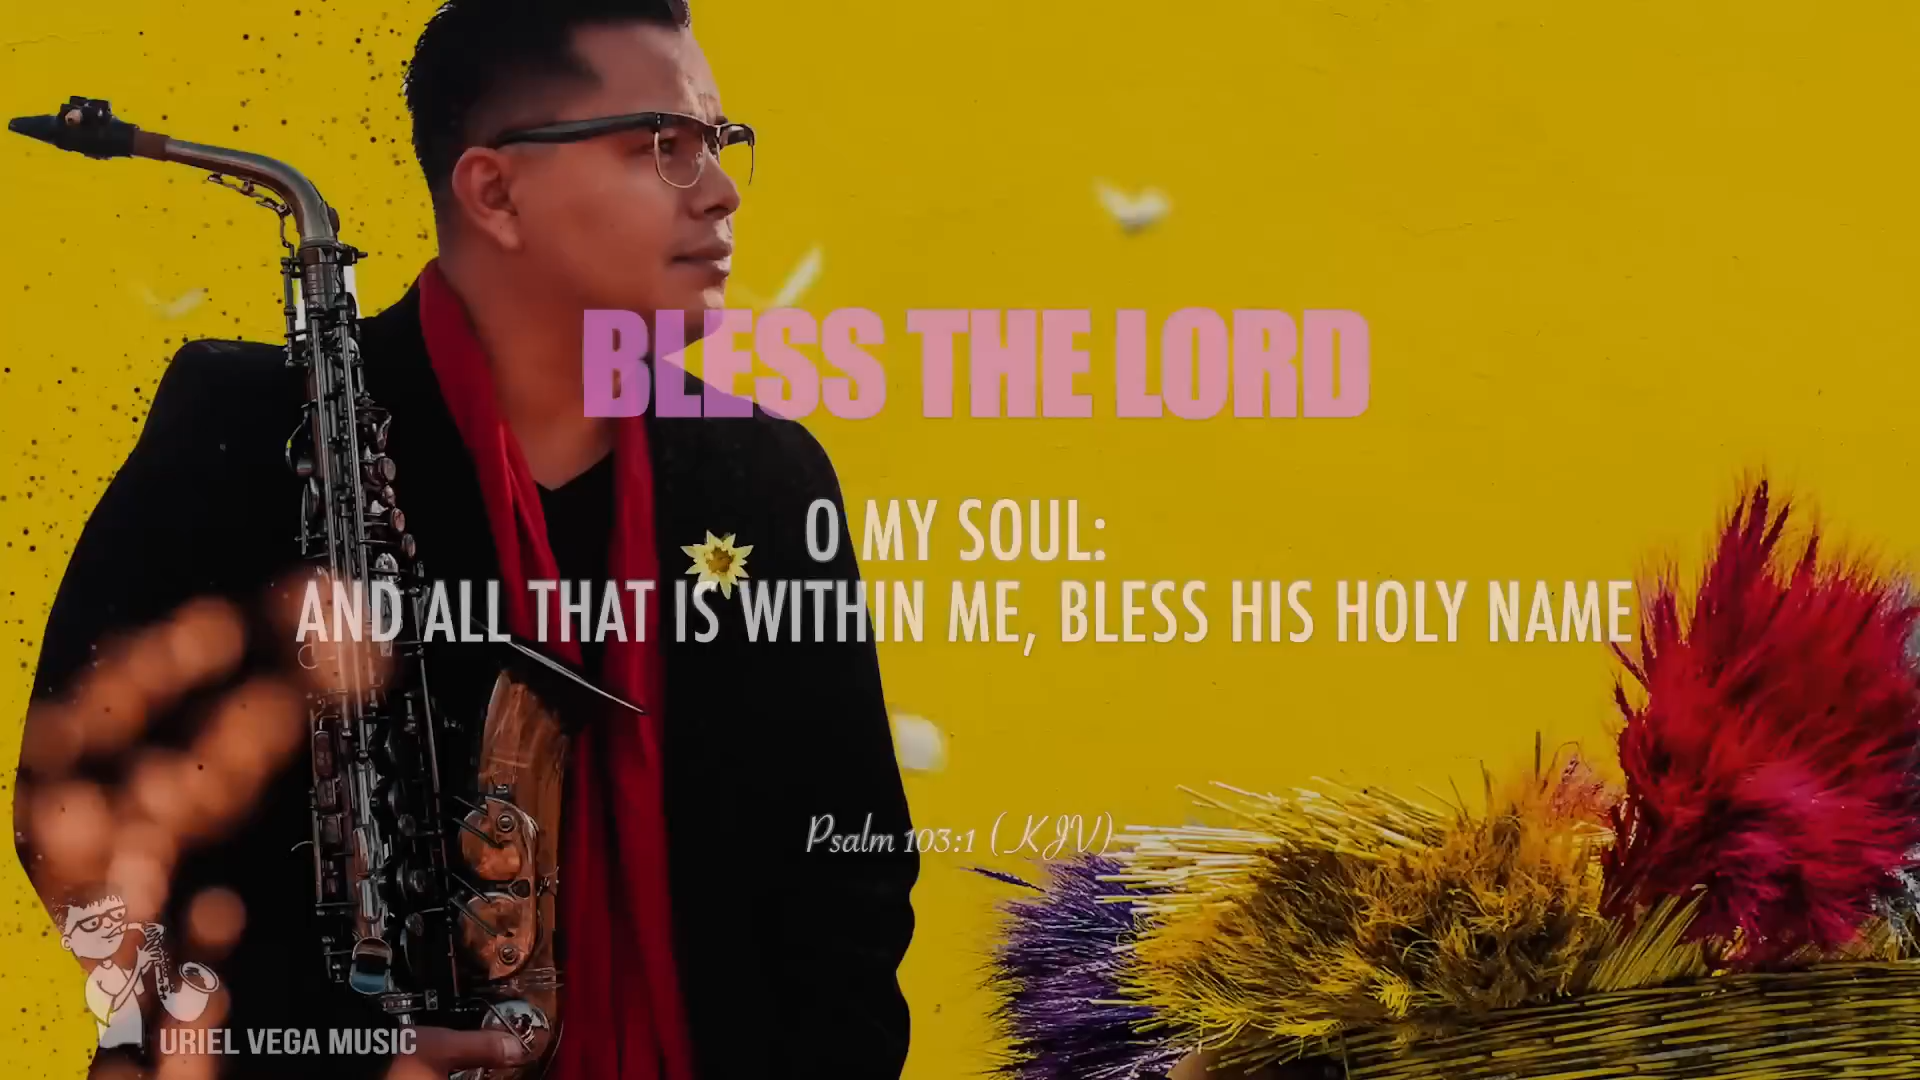 BLESS THE LORD
O MY SOUL:
AND ALL THAT IS WITHIN ME, BLESS HIS HOLY NAME
Psalm 103:1 (KJV)
URIEL VEGA MUSIC